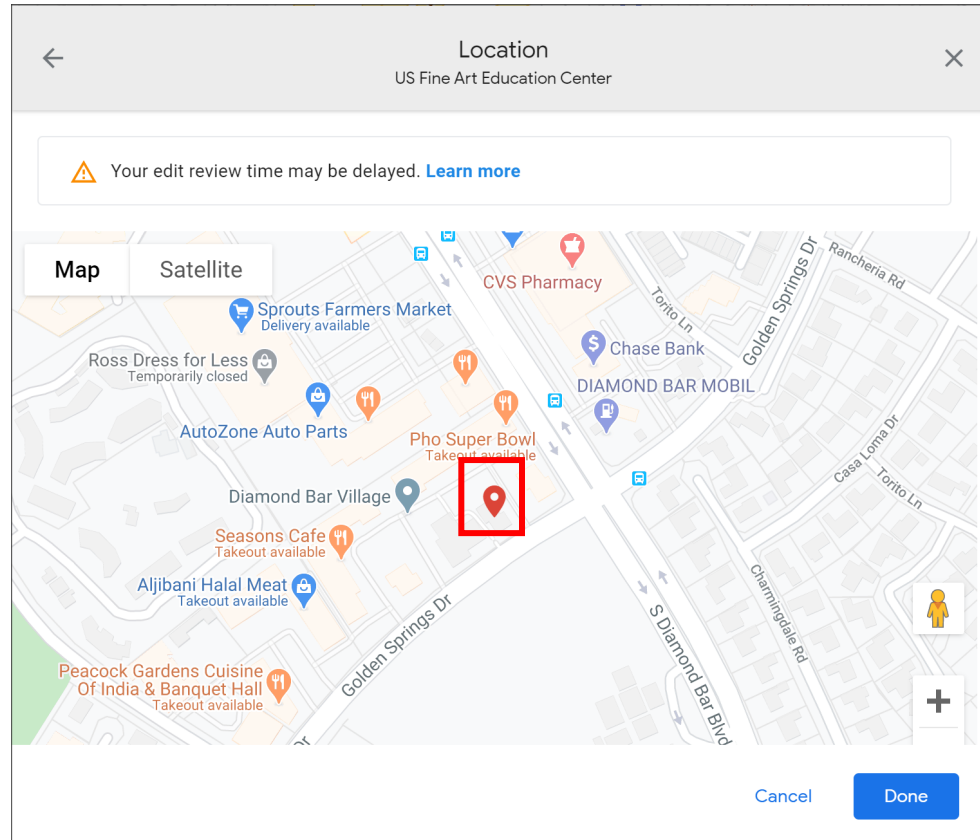 Location
US Fine Art Education Center
Your edit review time may be delayed. Learn more
Map
Satellite
CVS Pharmacy
Rancheria Rd
Golden Springs Dr
Torito Ln
Sprouts Farmers Market
Delivery available
Ross Dress for Less
Temporarily closed
Chase Bank
DIAMOND BAR MOBIL
AutoZone Auto Parts
Pho Super Bowl
Takeout available
Casa Loma Dr
Torito Ln
Diamond Bar Village
Seasons Cafe
Takeout available
Aljibani Halal Meat
Takeout available
Charmingdale Rd
Golden Springs Dr
S Diamond Bar Blvd
Peacock Gardens Cuisine
Of India & Banquet Hall
Takeout available
Dr
Cancel
Done